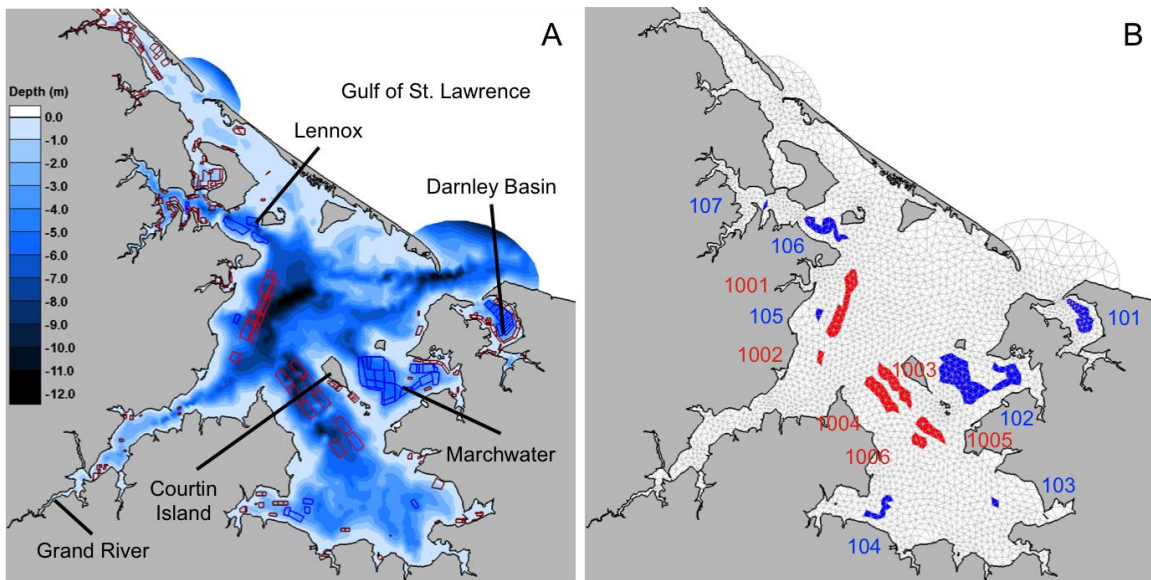 A
Depth (m)
0.0
-1.0
-2.0
-3.0
-4.0
-5.0
-6.0
-7.0
-8.0
-9.0
-10.0
-11.0
-12.0
Gulf of St. Lawrence
Lennox
Darnley Basin
Marchwater
Courtin
Island
Grand River
B
107
106
1001
105
101
1002
1003
1004
102
1005
1006
103
104